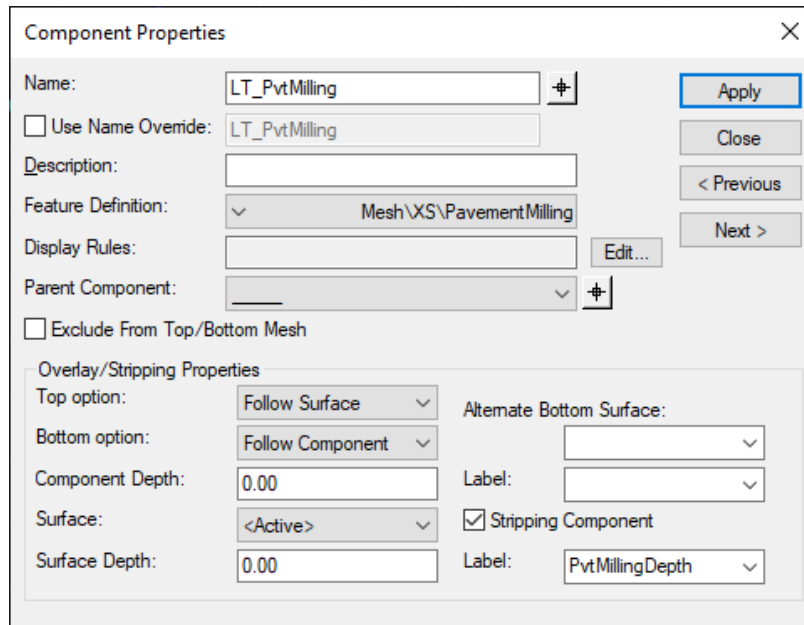 Component Properties
Name: LT_PvtMilling
Apply
Use Name Override: LT_PvtMilling
Close
Description:
< Previous
Feature Definition: Mesh\XS\PavementMilling
Next >
Display Rules: Edit...
Parent Component:
Exclude From Top/Bottom Mesh
Overlay/Stripping Properties
Top option: Follow Surface
Alternate Bottom Surface:
Bottom option: Follow Component
Component Depth: 0.00 Label:
Surface: <Active> Stripping Component
Surface Depth: 0.00 Label: PvtMillingDepth